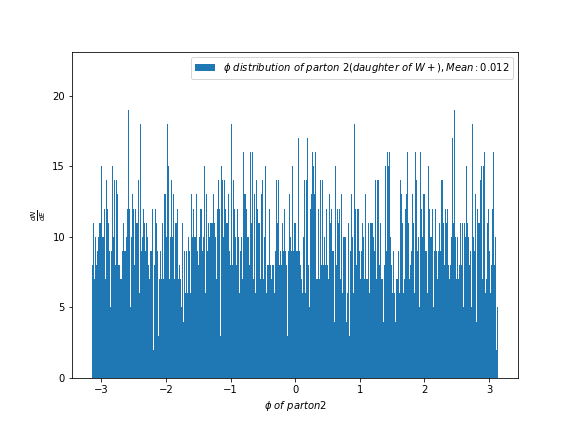 ϕ distribution of parton 2(daughter of W+), Mean: 0.012
20
15
10
5
0
dN
dE
−3 −2 −1 0 1 2 3
ϕ of parton2